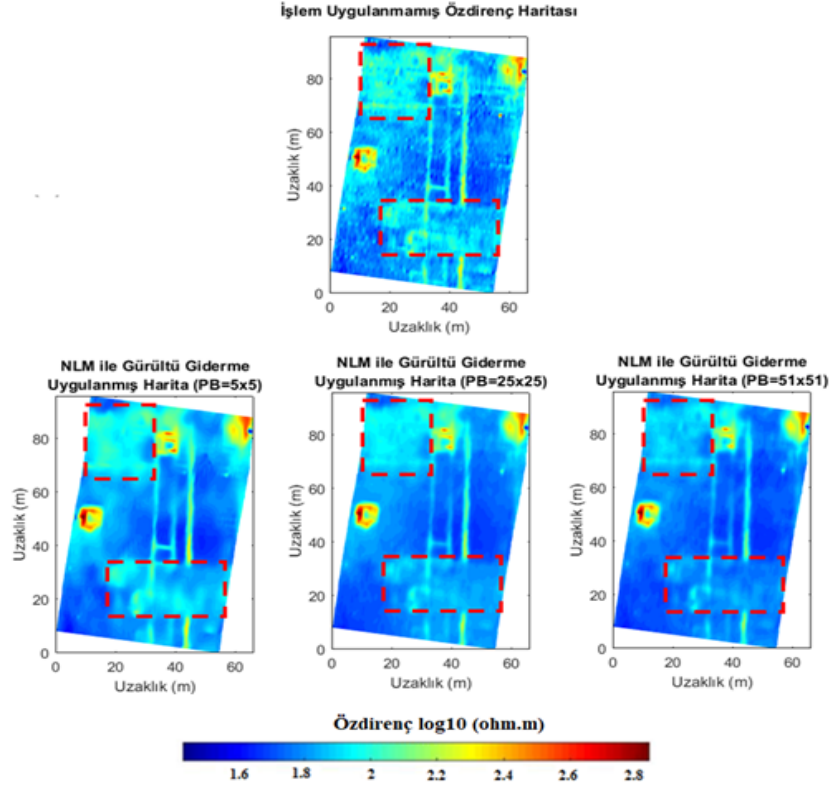 İşlem Uygulanmamış Özdirenç Haritası
80
60
40
20
0
Uzaklık (m)
0 20 40 60
Uzaklık (m)
NLM ile Gürültü Giderme
Uygulanmış Harita (PB=5x5)
80
60
40
20
0
Uzaklık (m)
0 20 40 60
Uzaklık (m)
NLM ile Gürültü Giderme
Uygulanmış Harita (PB=25x25)
80
60
40
20
0
Uzaklık (m)
0 20 40 60
Uzaklık (m)
NLM ile Gürültü Giderme
Uygulanmış Harita (PB=51x51)
80
60
40
20
0
Uzaklık (m)
0 20 40 60
Uzaklık (m)
Özdirenç log10 (ohm.m)
1.6 1.8 2 2.2 2.4 2.6 2.8